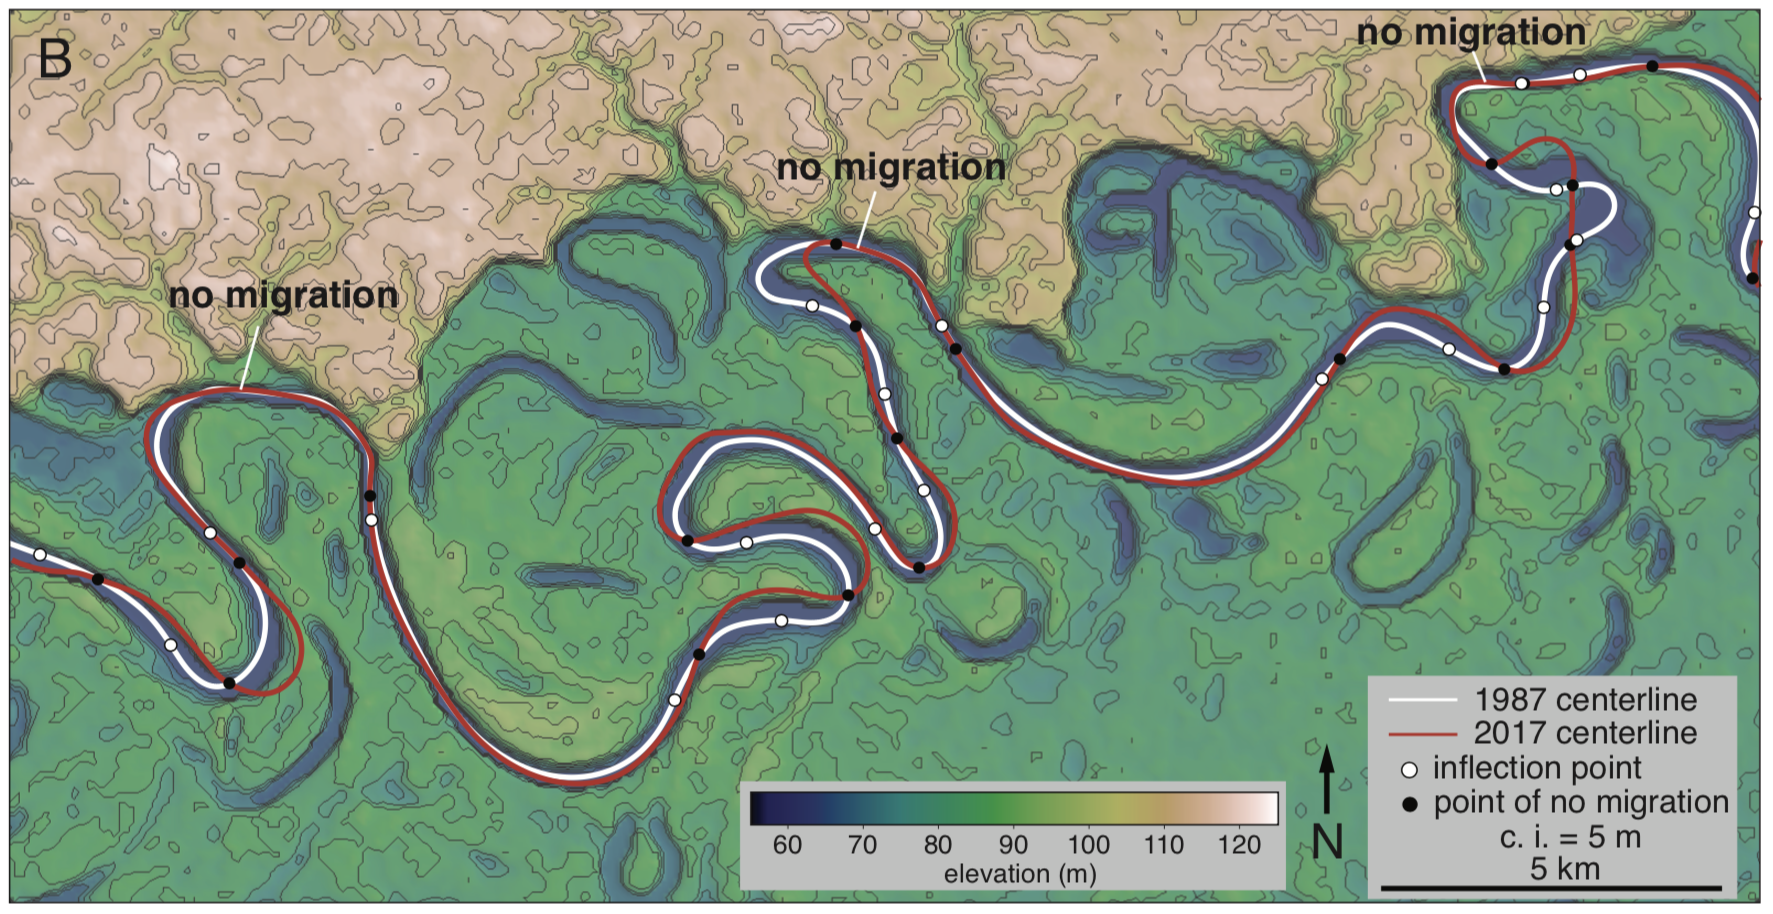 B
no migration
no migration
no migration
1987 centerline
2017 centerline
inflection point
point of no migration
c. i. = 5 m
5 km
N
60 70 80 90 100 110 120
elevation (m)